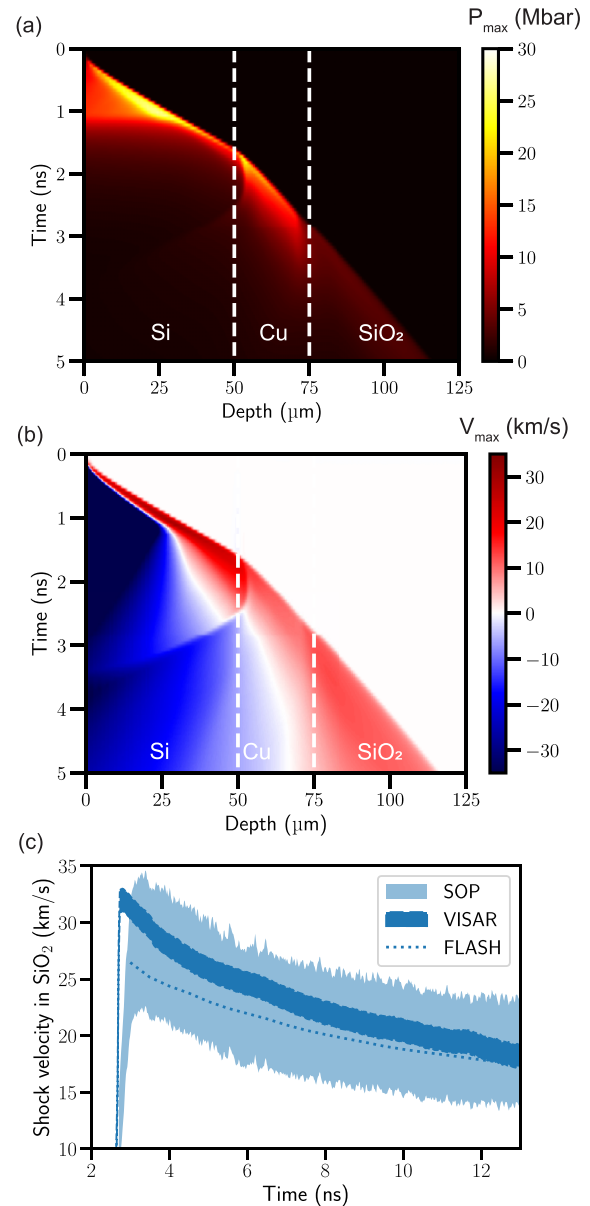 (a)
P_max (Mbar)
0
1
2
3
4
5
Time (ns)
Si
Cu
SiO₂
0
25
50
75
100
125
Depth (µm)
30
25
20
15
10
5
0
(b)
V_max (km/s)
0
1
2
3
4
5
Time (ns)
Si
Cu
SiO₂
0
25
50
75
100
125
Depth (µm)
30
20
10
0
−10
−20
−30
(c)
35
30
25
20
15
10
Shock velocity in SiO₂ (km/s)
SOP
VISAR
FLASH
2
4
6
8
10
12
Time (ns)